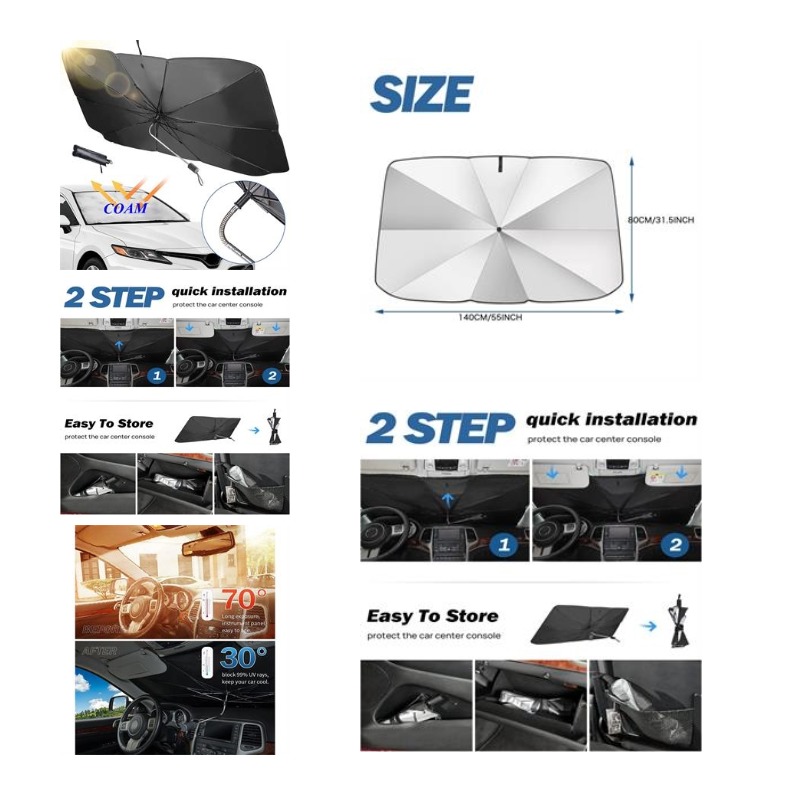 COAM
2 STEP
quick installation
protect the car center console
1
2
Easy To Store
protect the car center console
70°
Long exposure,
instrument panel
easy to age.
AFTER
30°
block 99% UV rays,
keep your car cool.
SIZE
80CM/31.5INCH
140CM/55INCH
2 STEP
quick installation
protect the car center console
1
2
Easy To Store
protect the car center console